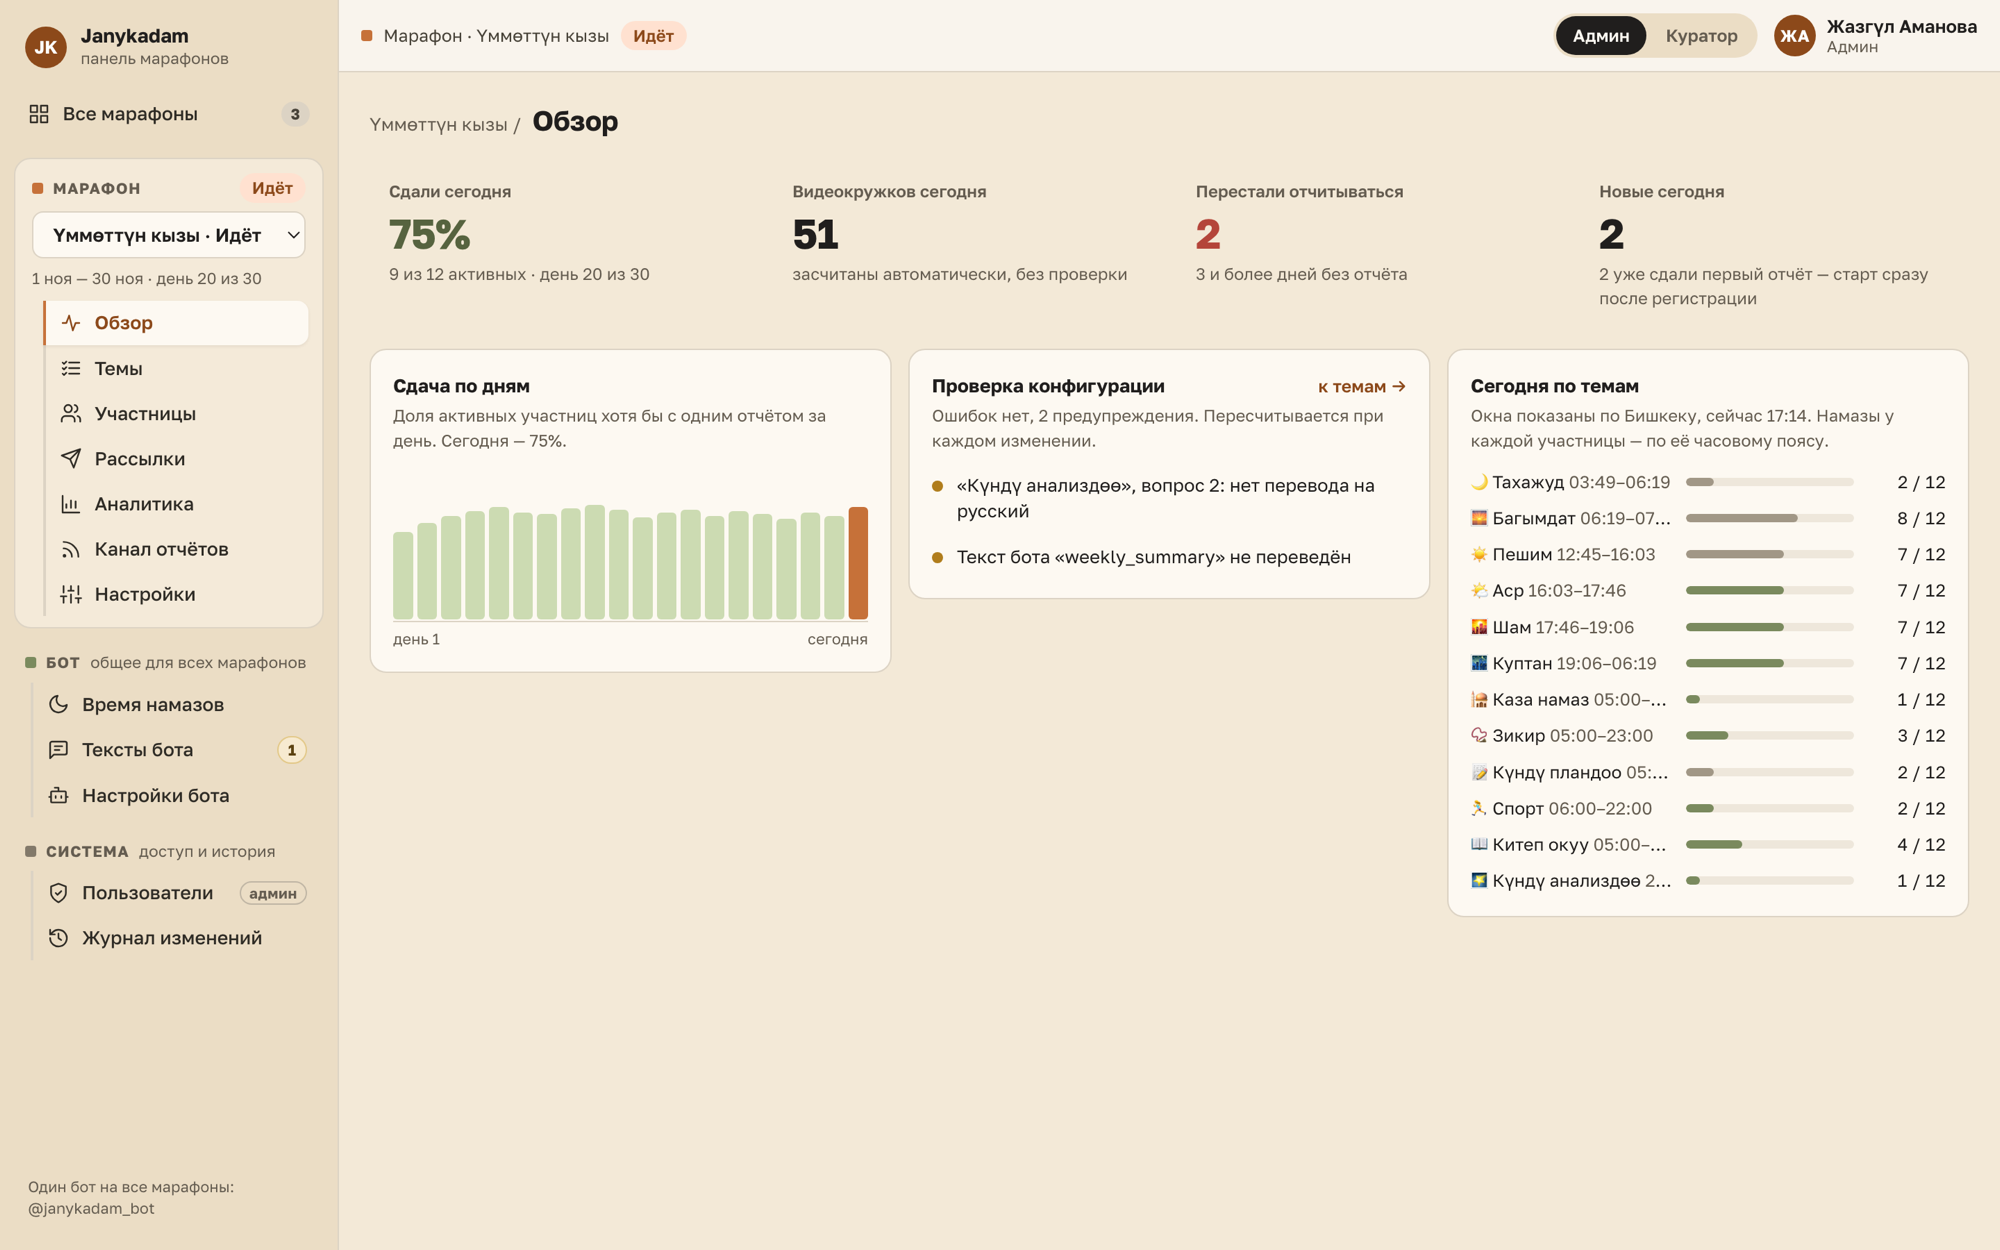 JK
Janykadam
панель марафонов
Все марафоны 3
МАРАФОН Идёт
Үммөттүн кызы · Идёт
1 ноя — 30 ноя · день 20 из 30
Обзор
Темы
Участницы
Рассылки
Аналитика
Канал отчётов
Настройки
БОТ общее для всех марафонов
Время намазов
Тексты бота 1
Настройки бота
СИСТЕМА доступ и история
Пользователи админ
Журнал изменений
Один бот на все марафоны:
@janykadam_bot
Марафон · Үммөттүн кызы Идёт
Админ Куратор
ЖА
Жазгүл Аманова
Админ
Үммөттүн кызы / Обзор
Сдали сегодня
75%
9 из 12 активных · день 20 из 30
Видеокружков сегодня
51
засчитаны автоматически, без проверки
Перестали отчитываться
2
3 и более дней без отчёта
Новые сегодня
2
2 уже сдали первый отчёт — старт сразу
после регистрации
Сдача по дням
Доля активных участниц хотя бы с одним отчётом за
день. Сегодня — 75%.
день 1 сегодня
Проверка конфигурации к темам →
Ошибок нет, 2 предупреждения. Пересчитывается при
каждом изменении.
«Күндү анализдөө», вопрос 2: нет перевода на
русский
Текст бота «weekly_summary» не переведён
Сегодня по темам
Окна показаны по Бишкеку, сейчас 17:14. Намазы у
каждой участницы — по её часовому поясу.
Тахажуд 03:49–06:19 2 / 12
Багымдат 06:19–07... 8 / 12
Пешим 12:45–16:03 7 / 12
Аср 16:03–17:46 7 / 12
Шам 17:46–19:06 7 / 12
Куптан 19:06–06:19 7 / 12
Каза намаз 05:00–... 1 / 12
Зикир 05:00–23:00 3 / 12
Күндү пландоо 05:... 2 / 12
Спорт 06:00–22:00 2 / 12
Китеп окуу 05:00–... 4 / 12
Күндү анализдөө 2... 1 / 12